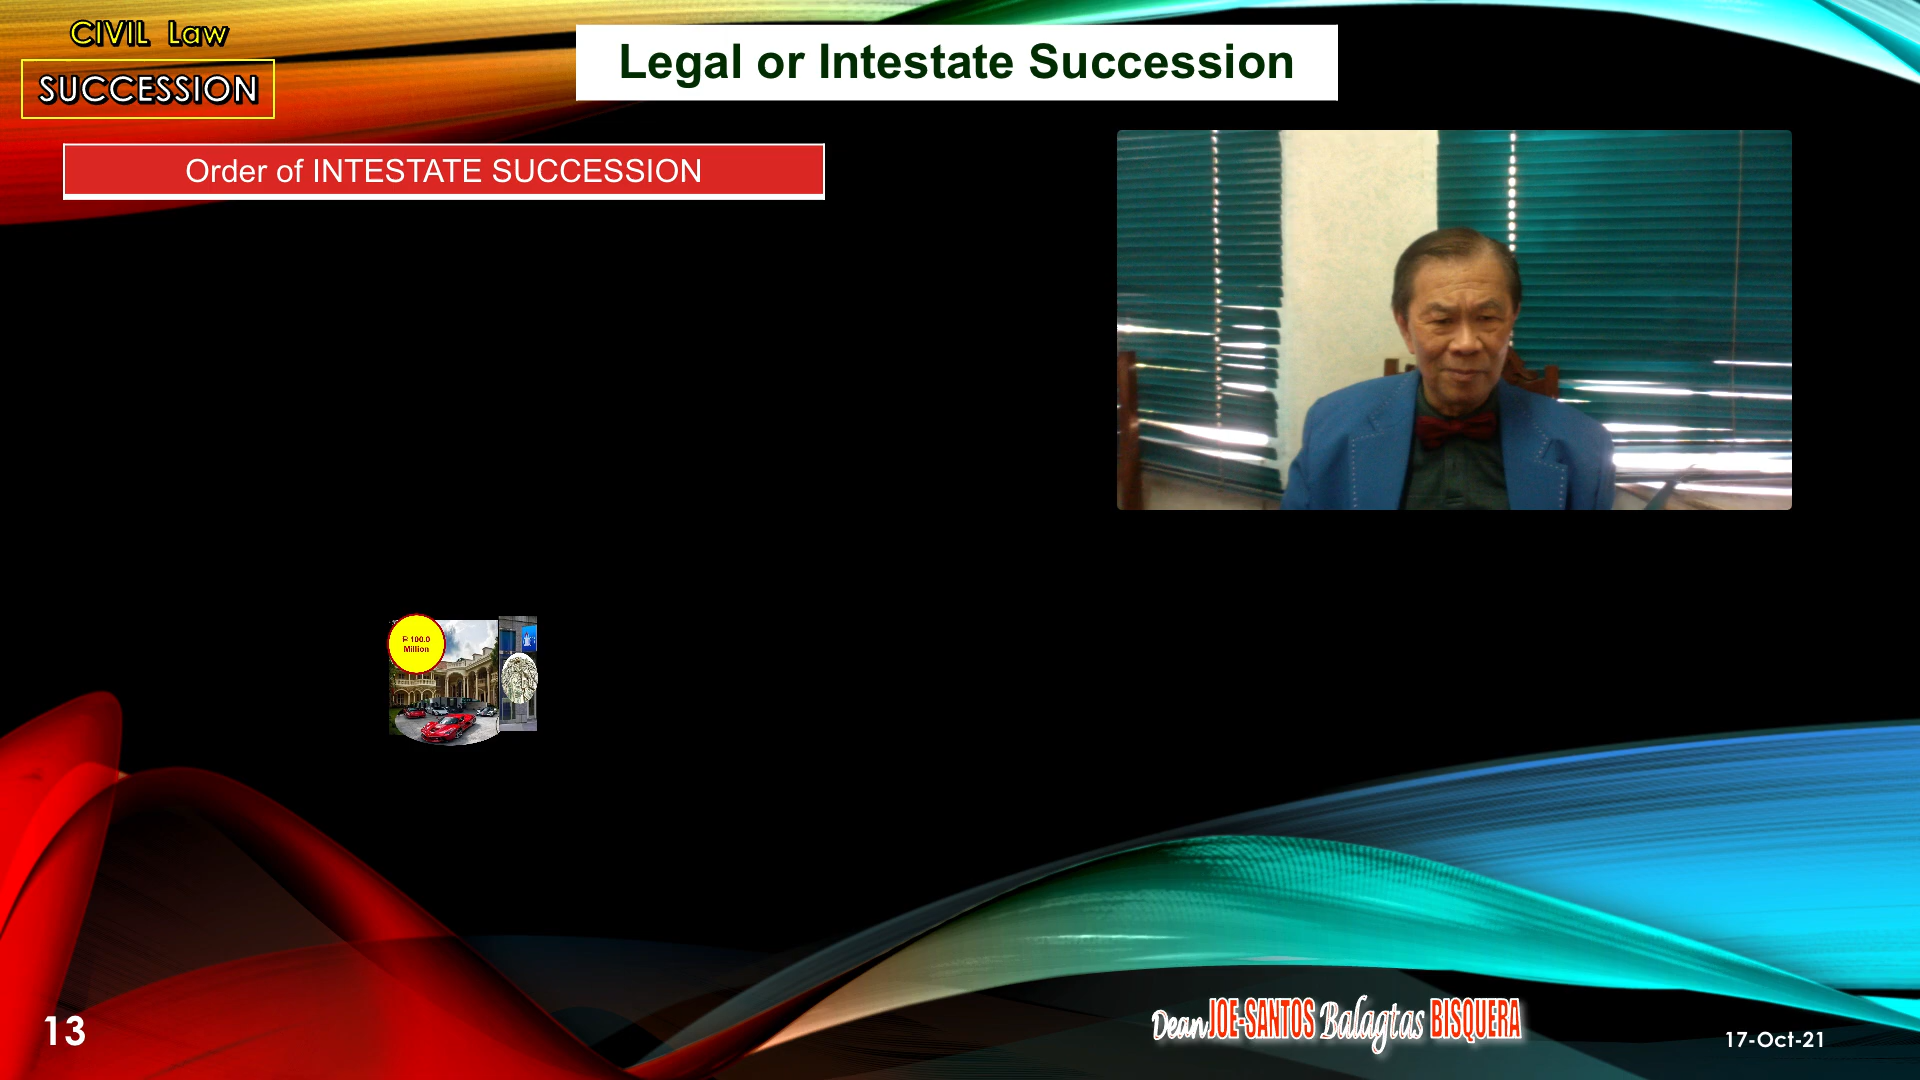 CIVIL Law
SUCCESSION
Legal or Intestate Succession
Order of INTESTATE SUCCESSION
₱ 100.0
Million
13
Dean JOE-SANTOS Balagtas BISQUERA
17-Oct-21